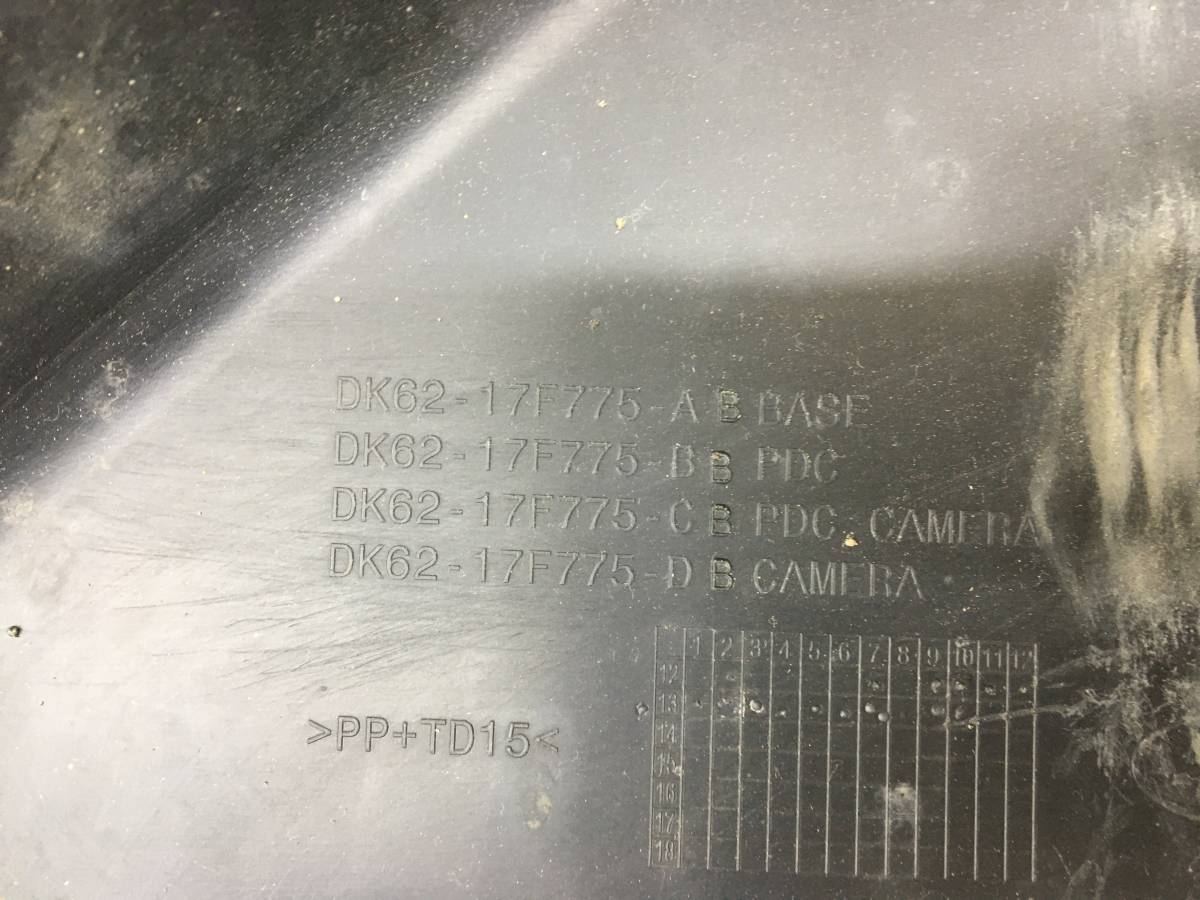 DK62-17F775-A B BASE
DK62-17F775-B B PDC
DK62-17F775-C B PDC, CAMERA
DK62-17F775-D B CAMERA
1 2 3 4 5 6 7 8 9 10 11 12
12
13
14
15
16
17
18
>PP+TD15<